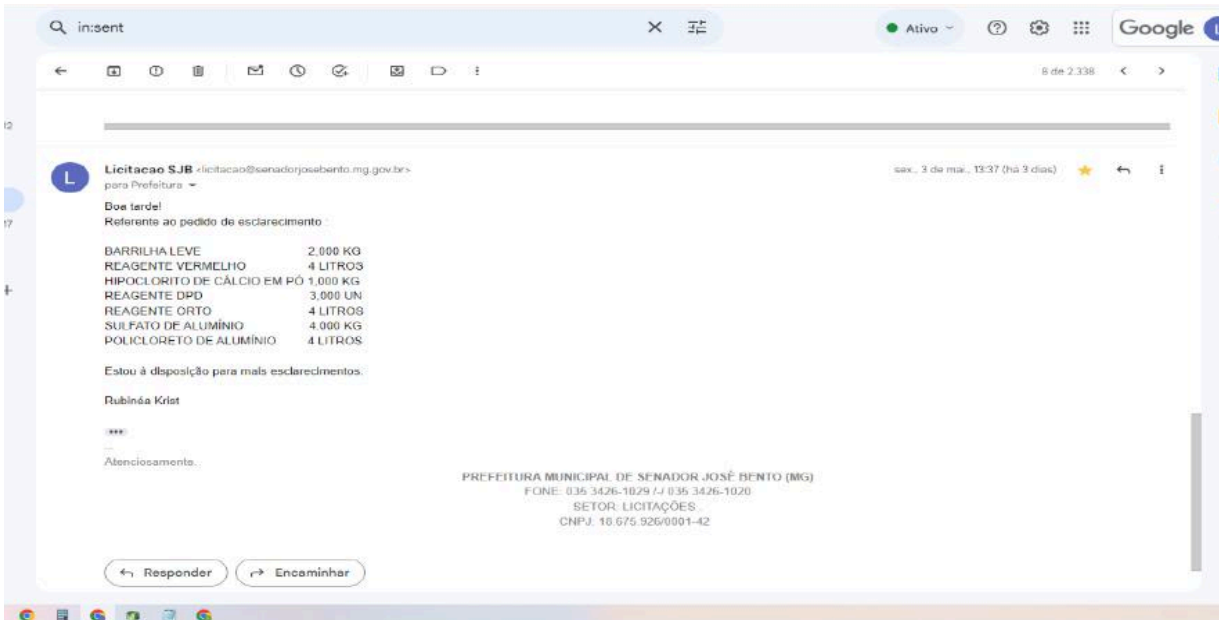 in:sent
Ativo
Google
8 de 2.338
Licitacao SJB <licitacao@senadorjosebento.mg.gov.br>
sex., 3 de mai., 13:37 (há 3 dias)
para Prefeitura
L
Boa tarde!
Referente ao pedido de esclarecimento :
BARRILHA LEVE 2,000 KG
REAGENTE VERMELHO 4 LITROS
HIPOCLORITO DE CÁLCIO EM PÓ 1,000 KG
REAGENTE DPD 3,000 UN
REAGENTE ORTO 4 LITROS
SULFATO DE ALUMÍNIO 4,000 KG
POLICLORETO DE ALUMÍNIO 4 LITROS
Estou à disposição para mais esclarecimentos.
Rubinéa Krist
...
Atenciosamente.
PREFEITURA MUNICIPAL DE SENADOR JOSÉ BENTO (MG)
FONE: 035 3426-1029 /-/ 035 3426-1020
SETOR: LICITAÇÕES
CNPJ: 18.675.926/0001-42
Responder
Encaminhar